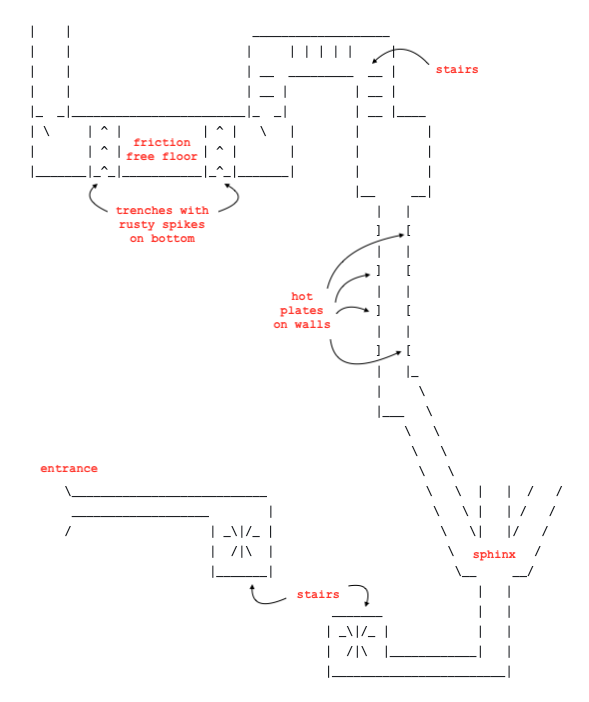 stairs
friction
free floor
trenches with
rusty spikes
on bottom
hot
plates
on walls
entrance
sphinx
stairs